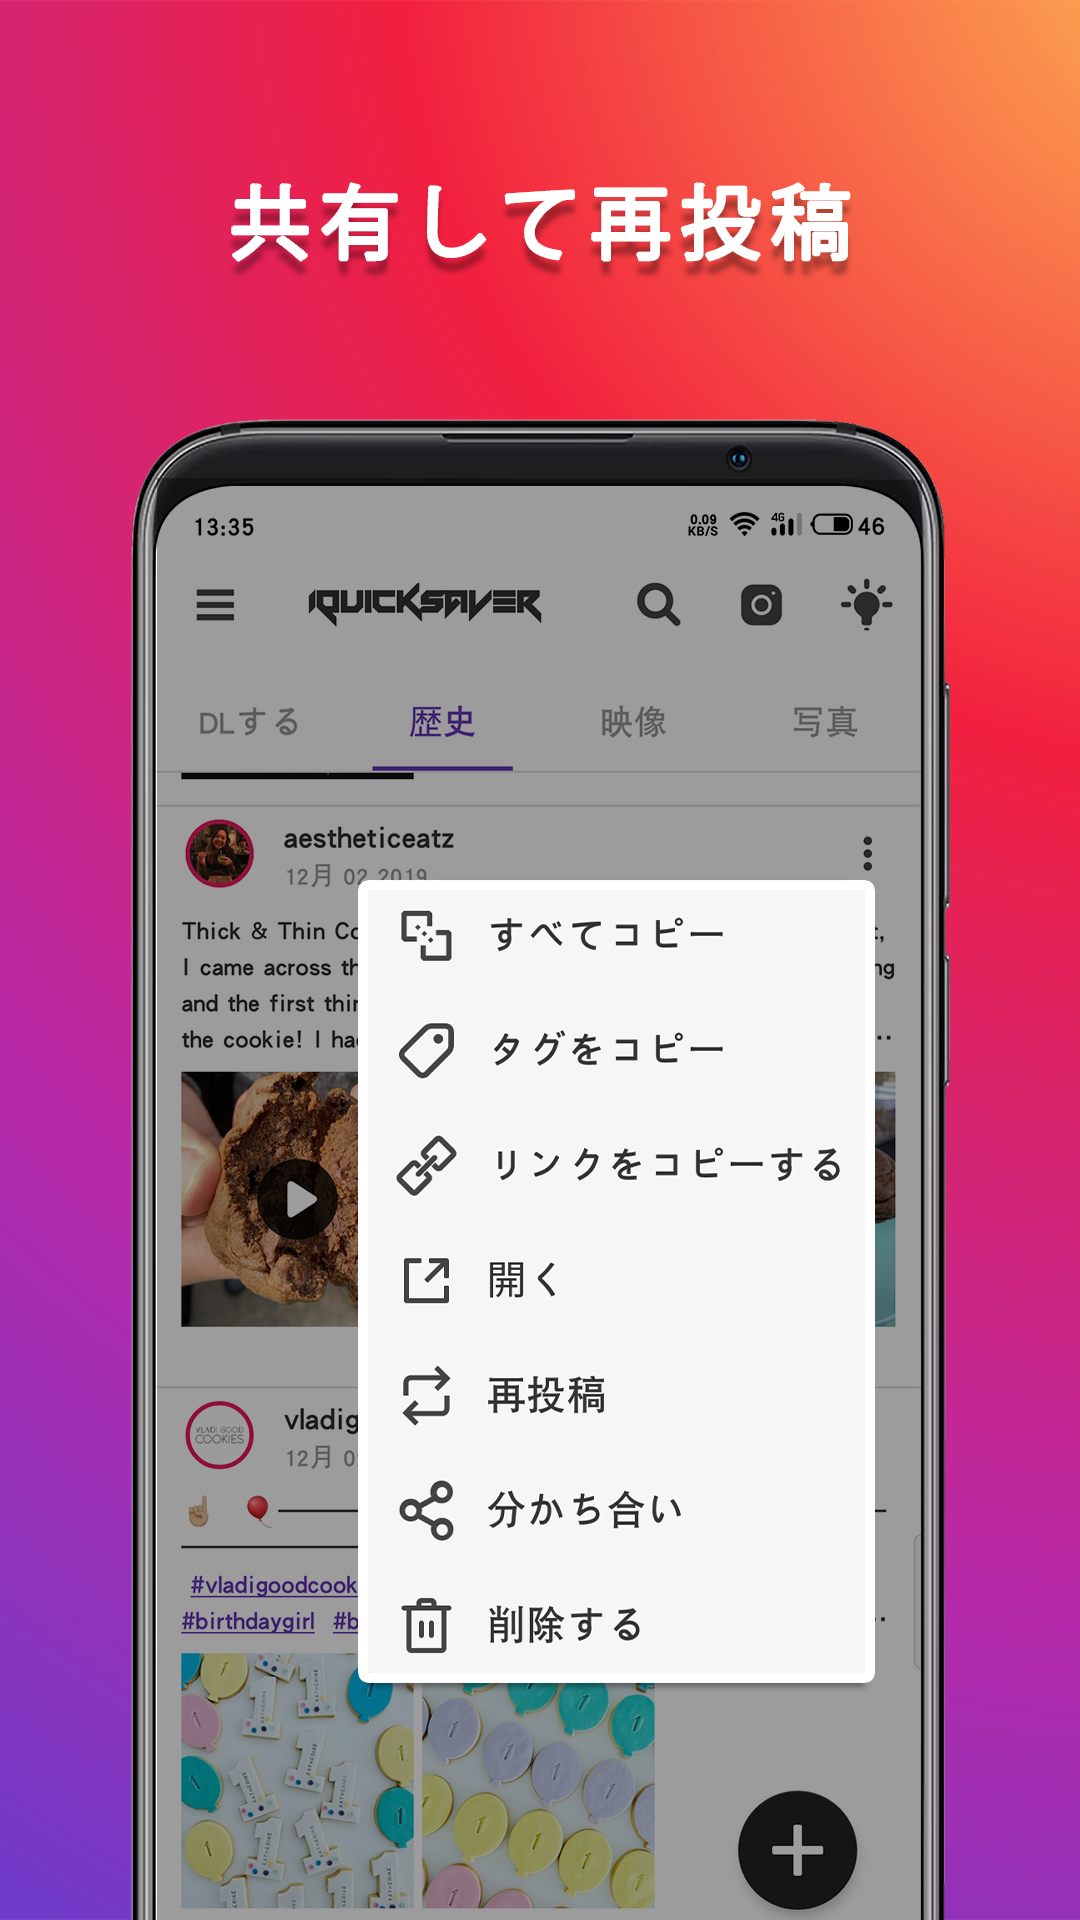 共有して再投稿
13:35
0.09
KB/S
4G
46
IQUICKSAVER
DLする
歴史
映像
写真
aestheticeatz
12月 02 2019
Thick & Thin Co
t,
I came across th
ng
and the first thin
the cookie! I ha
..
すべてコピー
タグをコピー
リンクをコピーする
開く
再投稿
分かち合い
削除する
VLADI GOOD
COOKIES
vladig
12月 0
#vladigoodcook
#birthdaygirl #b
..